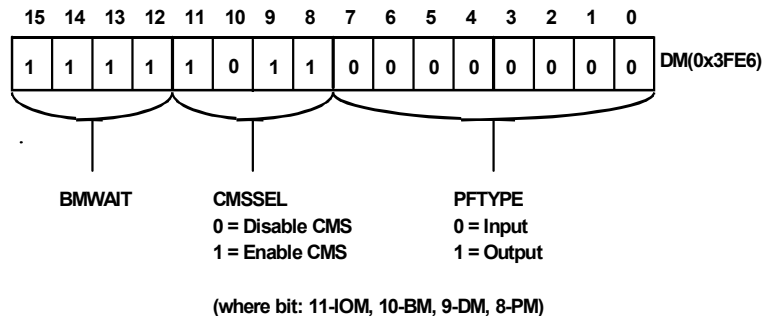 15 14 13 12 11 10 9 8 7 6 5 4 3 2 1 0
1 1 1 1 1 0 1 1 0 0 0 0 0 0 0 0 DM(0x3FE6)
BMWAIT CMSSEL PFTYPE
0 = Disable CMS 0 = Input
1 = Enable CMS 1 = Output
(where bit: 11-IOM, 10-BM, 9-DM, 8-PM)